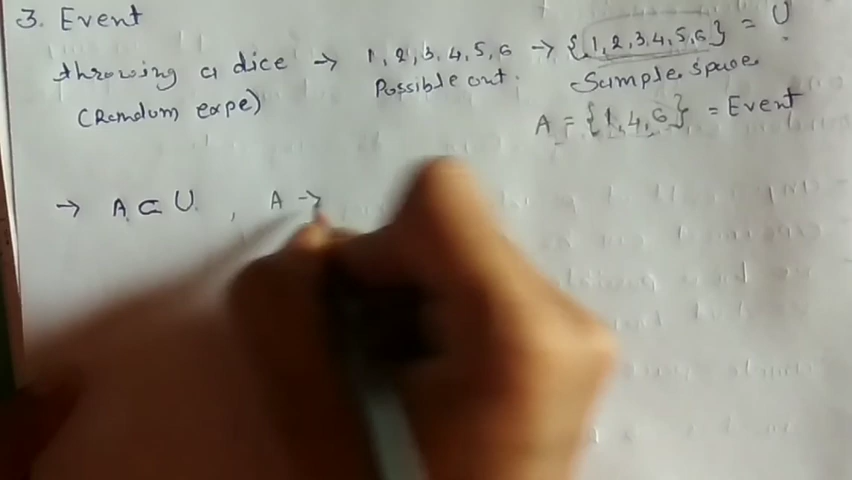 3. Event
throwing a dice → 1, 2, 3, 4, 5, 6 → {1, 2, 3, 4, 5, 6} = U
(Random expe) Possible out. Sample space
A = {1, 4, 6} = Event
→ A ⊂ U , A →